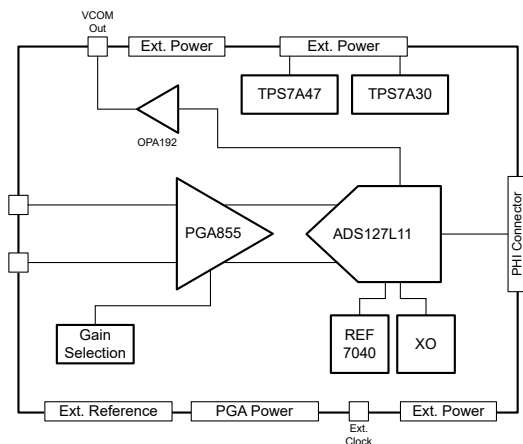 VCOM
Out
Ext. Power
Ext. Power
TPS7A47
TPS7A30
OPA192
PGA855
ADS127L11
PHI Connector
Gain
Selection
REF
7040
XO
Ext. Reference
PGA Power
Ext.
Clock
Ext. Power